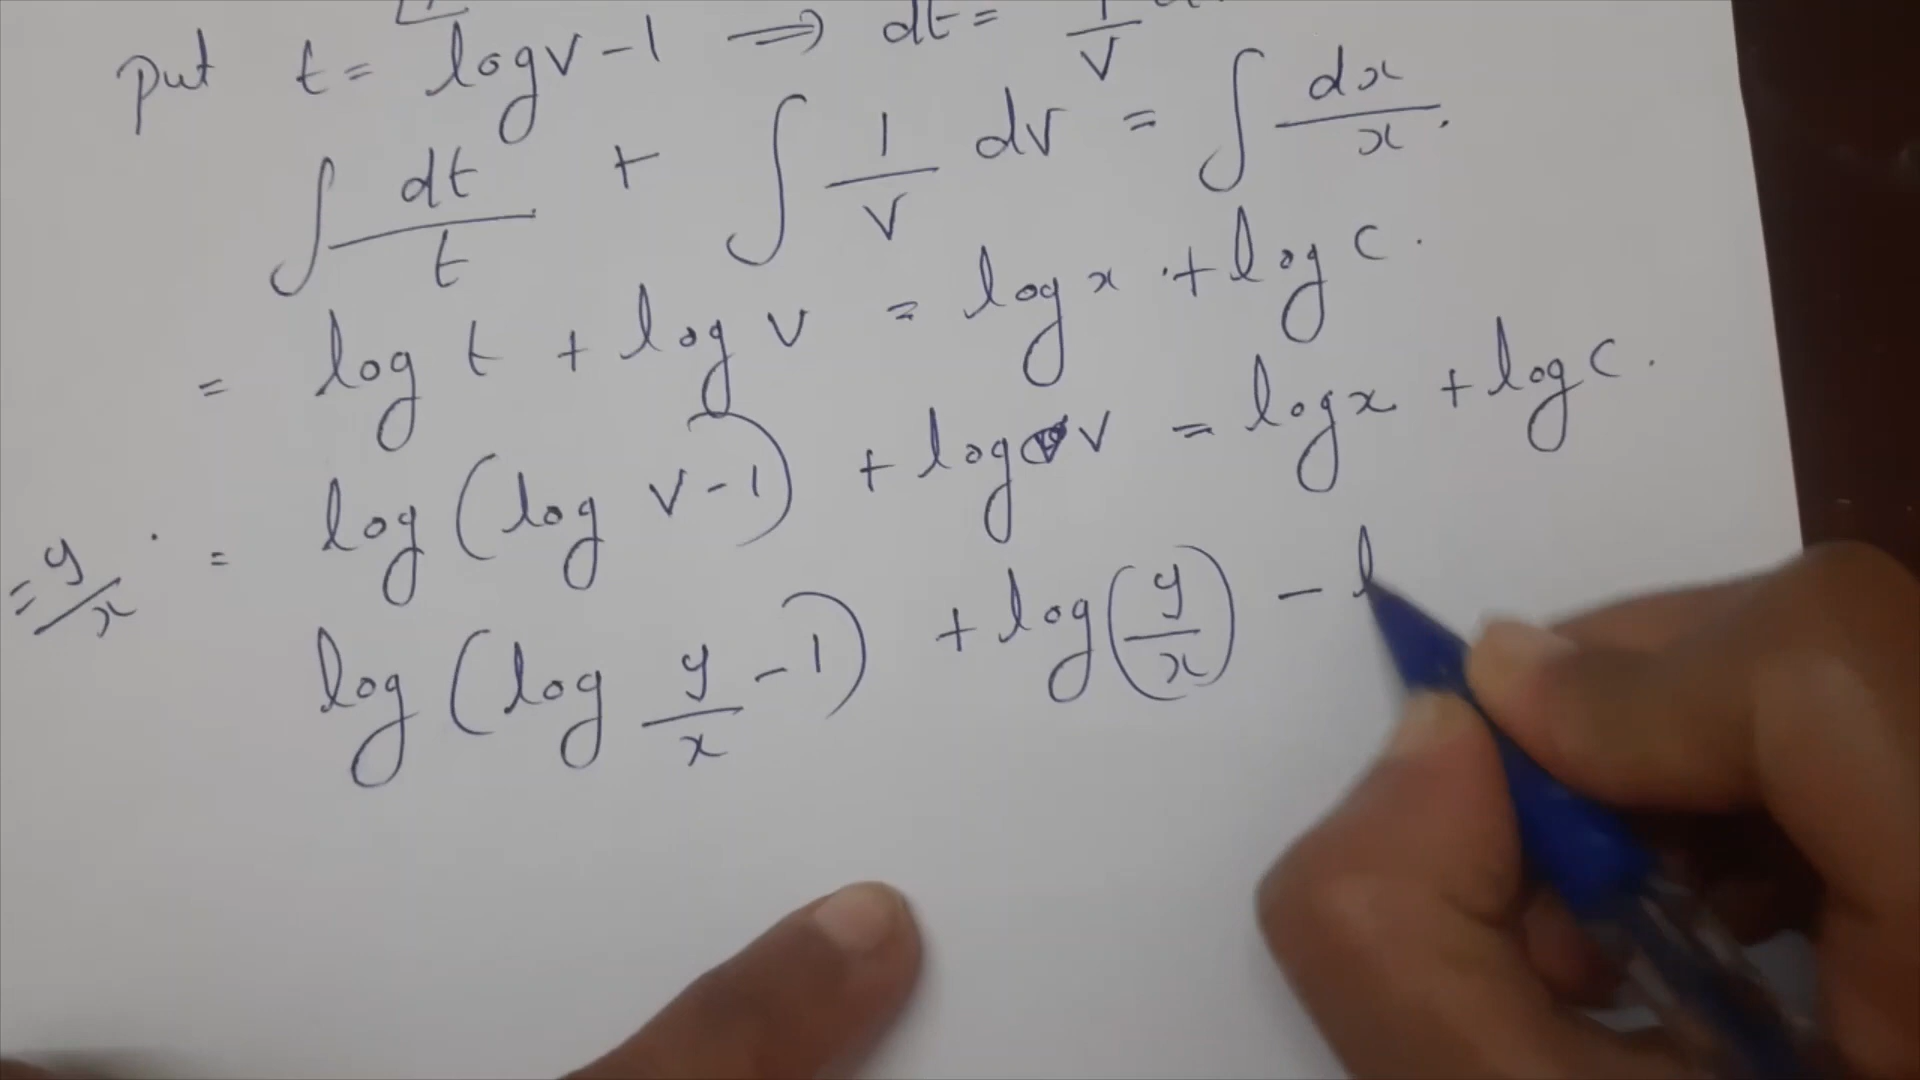 put t = log v - 1 ⟹ dt = 1/v
∫ dt/t + ∫ 1/v dv = ∫ dx/x.
= log t + log v = log x + log c.
= log (log v - 1) + log v = log x + log c.
= y/x
log (log y/x - 1) + log (y/x) - l